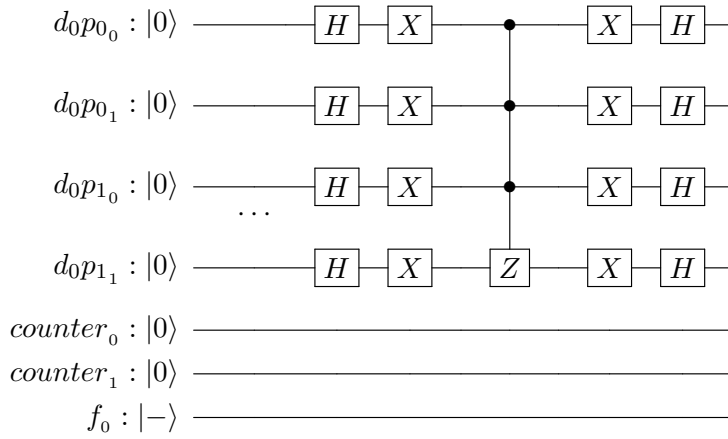 d₀p₀₀ : |0⟩ H X X H
d₀p₀₁ : |0⟩ H X X H
d₀p₁₀ : |0⟩ H X X H
...
d₀p₁₁ : |0⟩ H X Z X H
counter₀ : |0⟩
counter₁ : |0⟩
f₀ : |−⟩